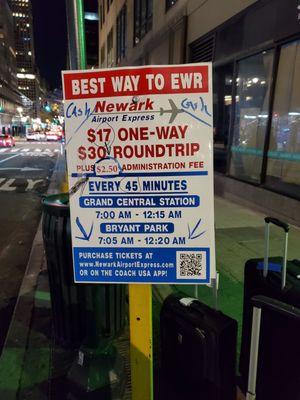 BEST WAY TO EWR
Cash Newark Cash
Airport Express
$17 ONE-WAY
$30 ROUNDTRIP
PLUS $2.50 ADMINISTRATION FEE
EVERY 45 MINUTES
GRAND CENTRAL STATION
7:00 AM - 12:15 AM
BRYANT PARK
7:05 AM - 12:20 AM
PURCHASE TICKETS AT
www.NewarkAirportExpress.com
OR ON THE COACH USA APP!